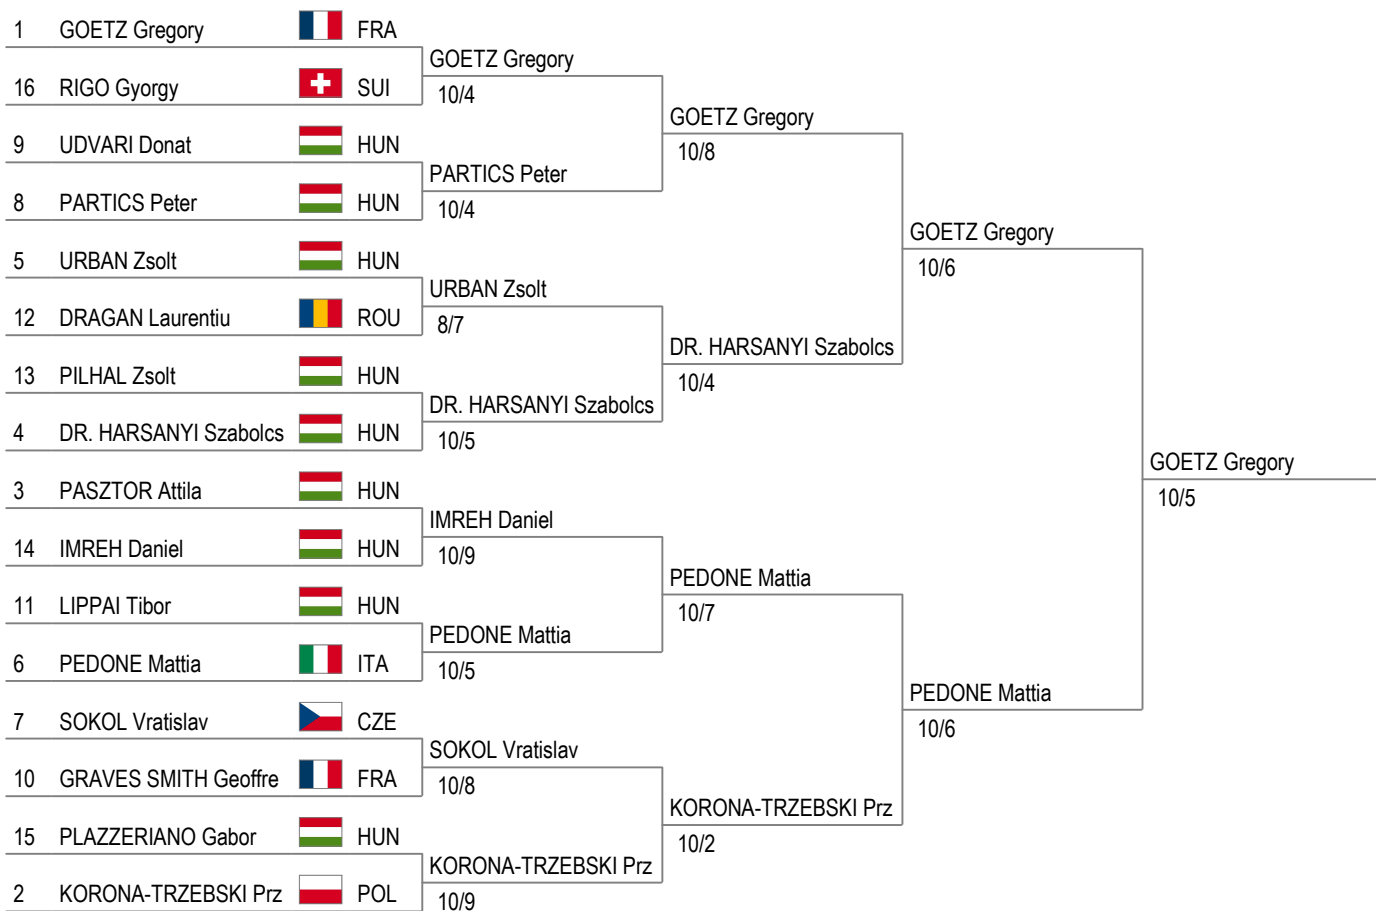 1 GOETZ Gregory FRA
GOETZ Gregory
16 RIGO Gyorgy SUI
10/4
GOETZ Gregory
9 UDVARI Donat HUN
10/8
PARTICS Peter
8 PARTICS Peter HUN
10/4
GOETZ Gregory
5 URBAN Zsolt HUN
10/6
URBAN Zsolt
12 DRAGAN Laurentiu ROU
8/7
DR. HARSANYI Szabolcs
13 PILHAL Zsolt HUN
10/4
DR. HARSANYI Szabolcs
4 DR. HARSANYI Szabolcs HUN
10/5
GOETZ Gregory
3 PASZTOR Attila HUN
10/5
IMREH Daniel
14 IMREH Daniel HUN
10/9
PEDONE Mattia
11 LIPPAI Tibor HUN
10/7
PEDONE Mattia
6 PEDONE Mattia ITA
10/5
PEDONE Mattia
7 SOKOL Vratislav CZE
10/6
SOKOL Vratislav
10 GRAVES SMITH Geoffre FRA
10/8
KORONA-TRZEBSKI Prz
15 PLAZZERIANO Gabor HUN
10/2
KORONA-TRZEBSKI Prz
2 KORONA-TRZEBSKI Prz POL
10/9